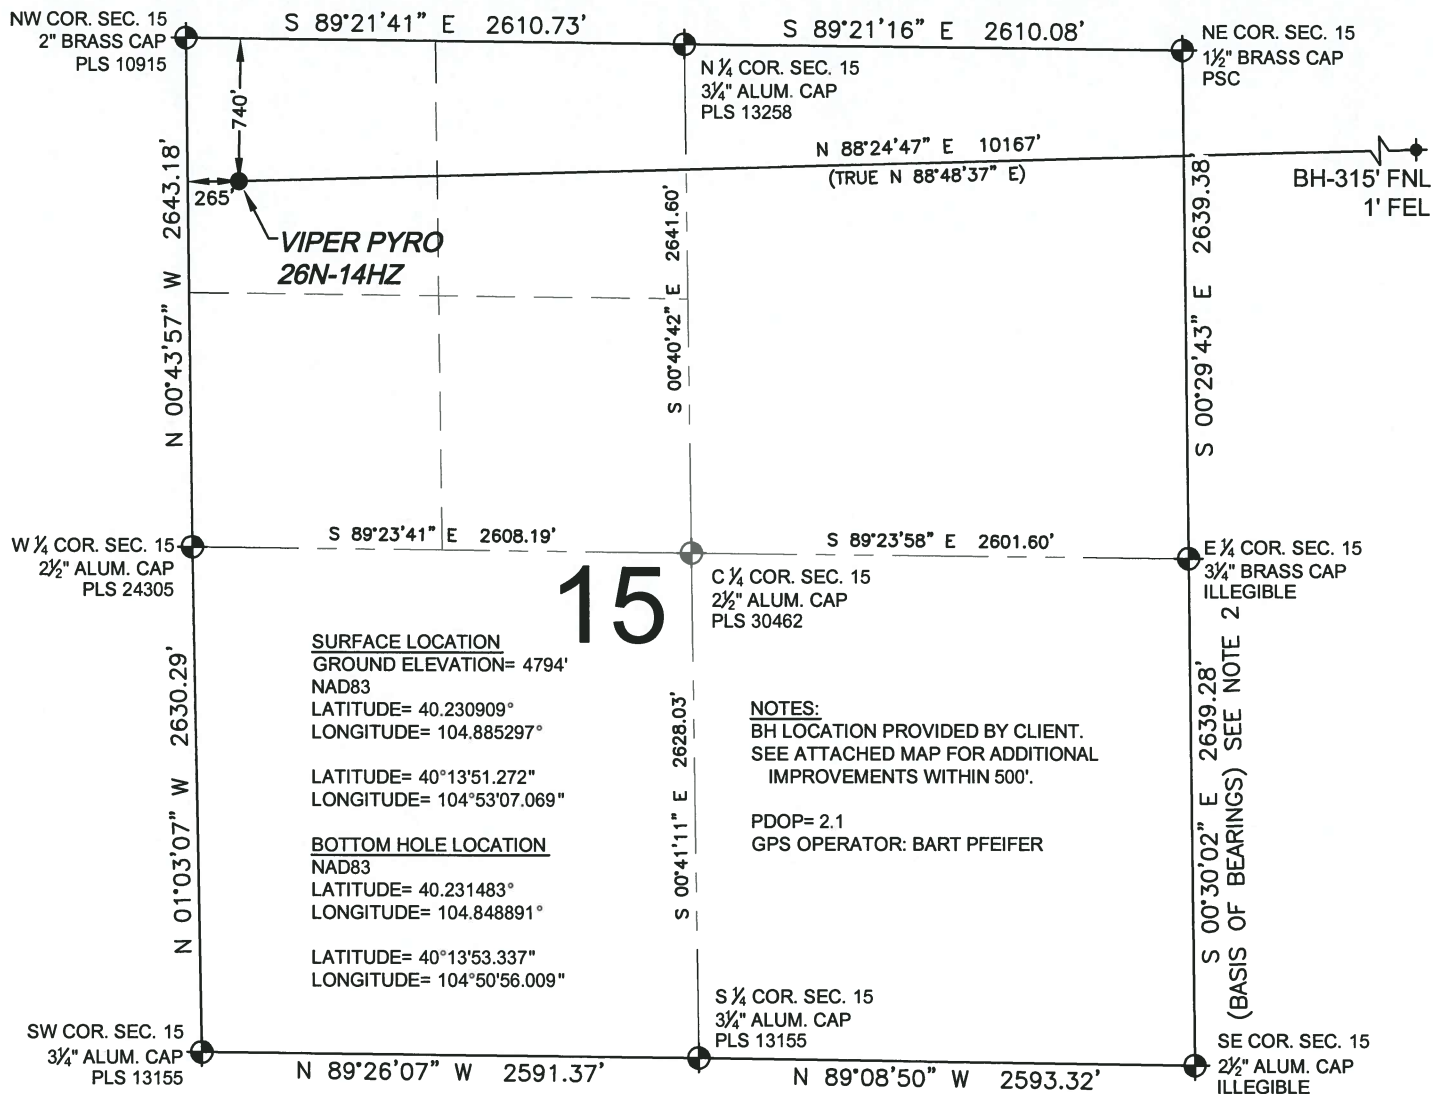 NW COR. SEC. 15
2" BRASS CAP
PLS 10915
S 89°21'41" E 2610.73'
S 89°21'16" E 2610.08'
NE COR. SEC. 15
1½" BRASS CAP
PSC
N ¼ COR. SEC. 15
3¼" ALUM. CAP
PLS 13258
740'
265'
N 88°24'47" E 10167'
(TRUE N 88°48'37" E)
BH-315' FNL
1' FEL
VIPER PYRO
26N-14HZ
N 00°43'57" W 2643.18'
S 00°40'42" E 2641.60'
S 00°29'43" E 2639.38'
W ¼ COR. SEC. 15
2½" ALUM. CAP
PLS 24305
S 89°23'41" E 2608.19'
S 89°23'58" E 2601.60'
E ¼ COR. SEC. 15
3¼" BRASS CAP
ILLEGIBLE
15
C ¼ COR. SEC. 15
2½" ALUM. CAP
PLS 30462
SURFACE LOCATION
GROUND ELEVATION= 4794'
NAD83
LATITUDE= 40.230909°
LONGITUDE= 104.885297°
LATITUDE= 40°13'51.272"
LONGITUDE= 104°53'07.069"
BOTTOM HOLE LOCATION
NAD83
LATITUDE= 40.231483°
LONGITUDE= 104.848891°
LATITUDE= 40°13'53.337"
LONGITUDE= 104°50'56.009"
NOTES:
BH LOCATION PROVIDED BY CLIENT.
SEE ATTACHED MAP FOR ADDITIONAL
IMPROVEMENTS WITHIN 500'.
PDOP= 2.1
GPS OPERATOR: BART PFEIFER
N 01°03'07" W 2630.29'
S 00°41'11" E 2628.03'
S 00°30'02" E 2639.28'
(BASIS OF BEARINGS) SEE NOTE 2
SW COR. SEC. 15
3¼" ALUM. CAP
PLS 13155
N 89°26'07" W 2591.37'
S ¼ COR. SEC. 15
3¼" ALUM. CAP
PLS 13155
N 89°08'50" W 2593.32'
SE COR. SEC. 15
2½" ALUM. CAP
ILLEGIBLE